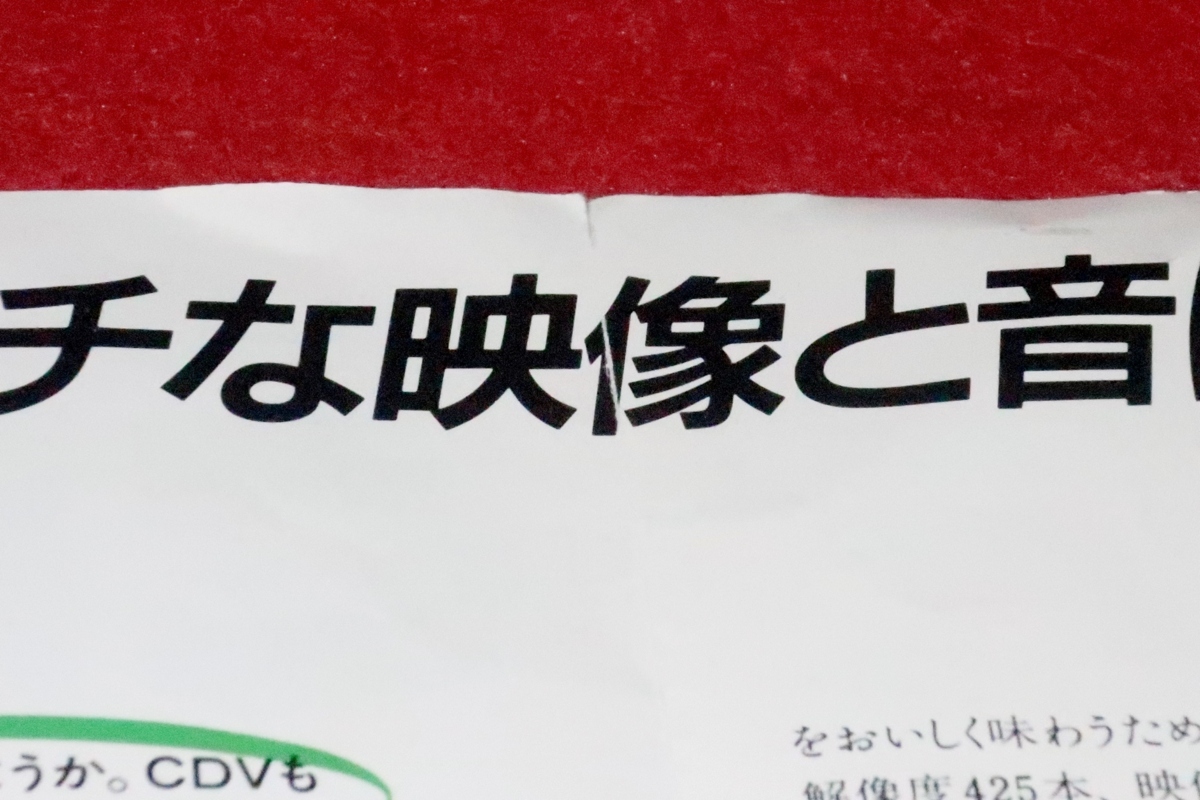 チな映像と音
うか。CDVも
をおいしく味わうため
解像度425本、映像